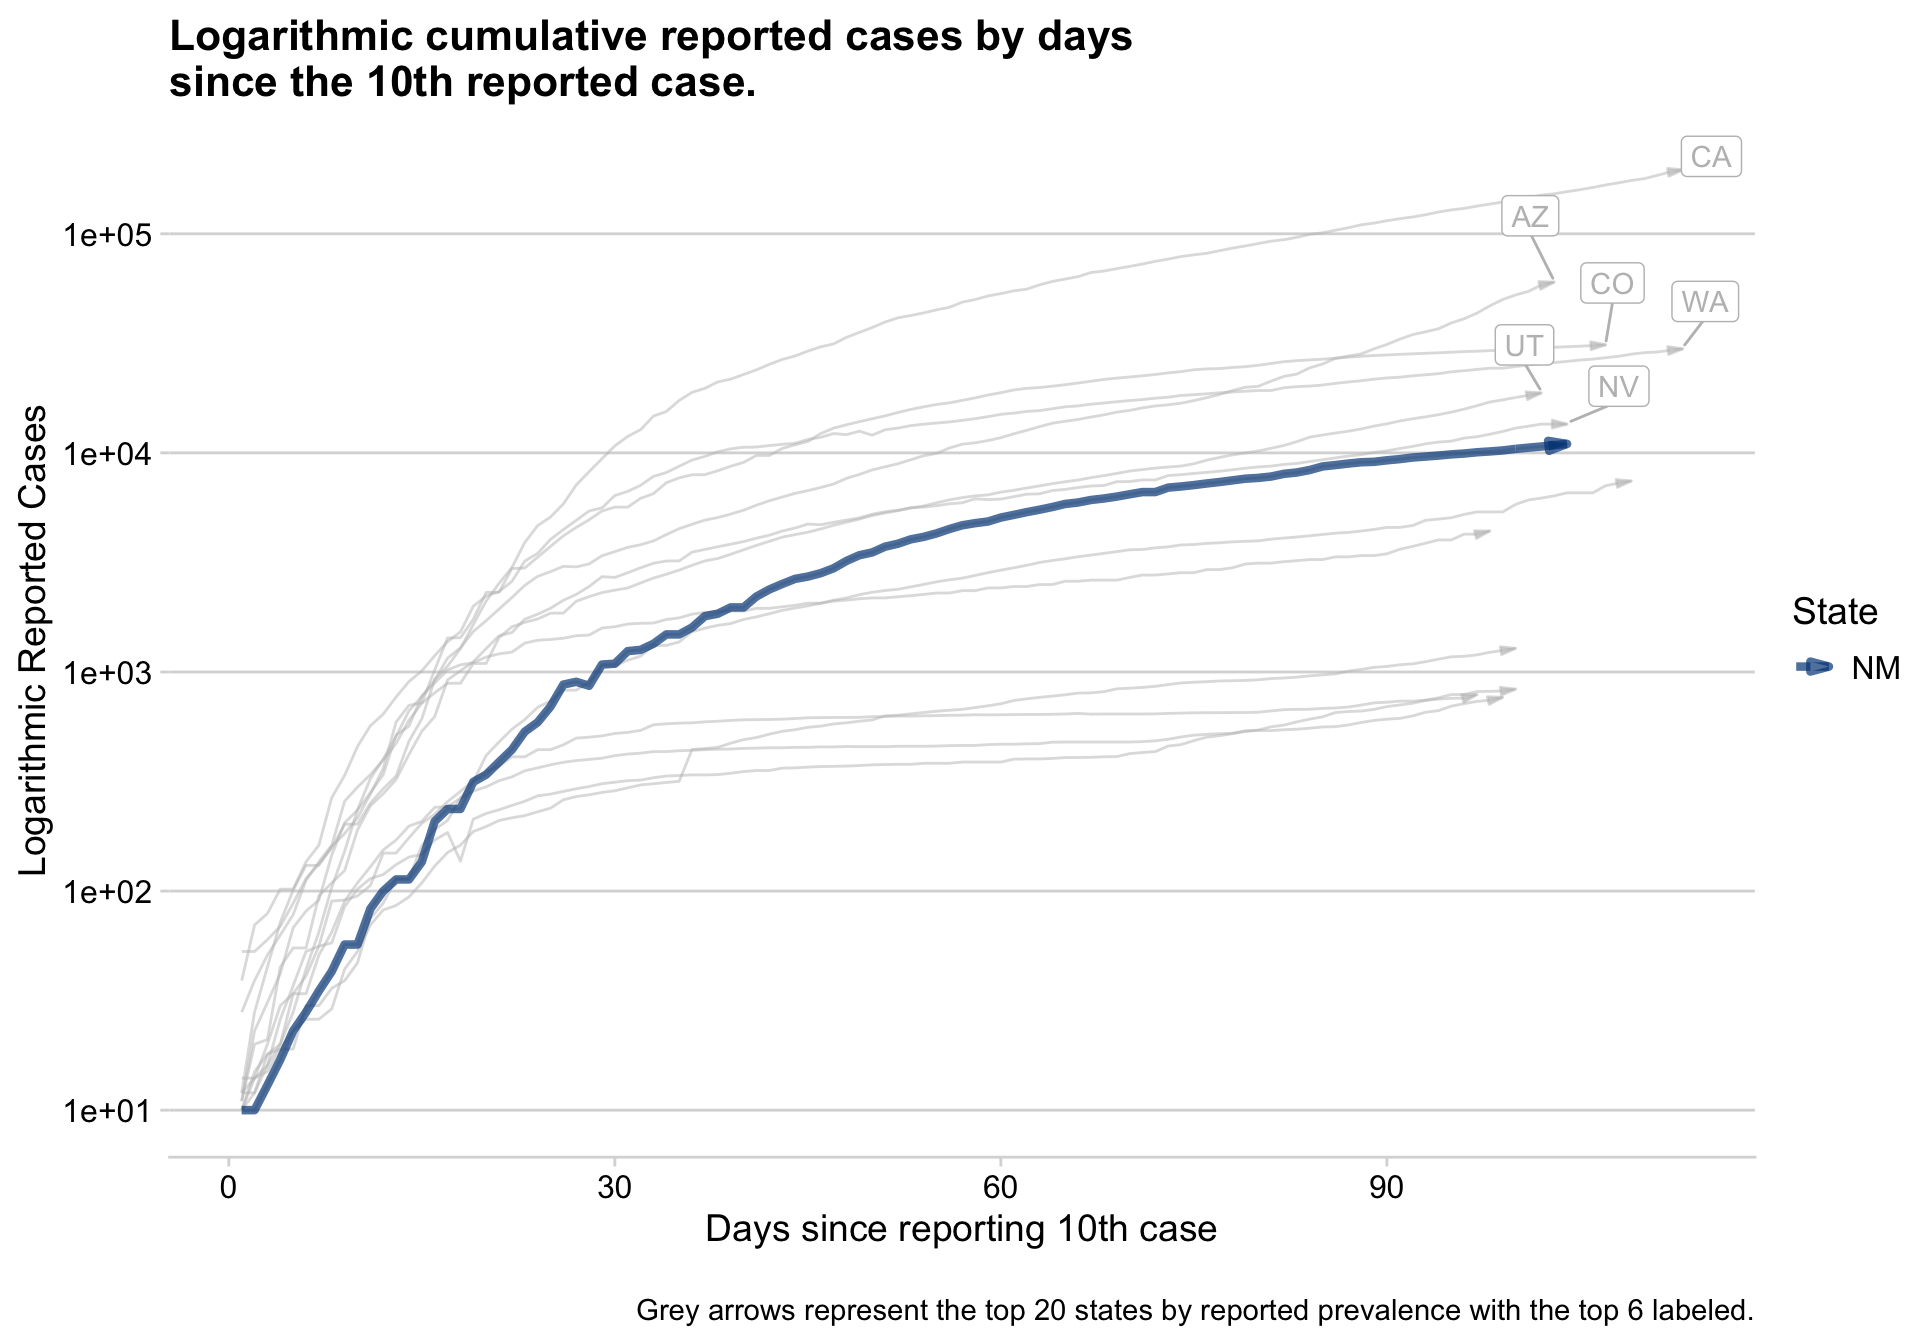 Logarithmic cumulative reported cases by days
since the 10th reported case.
CA
AZ
CO
WA
UT
NV
1e+05
1e+04
1e+03
1e+02
1e+01
Logarithmic Reported Cases
0 30 60 90
Days since reporting 10th case
State
NM
Grey arrows represent the top 20 states by reported prevalence with the top 6 labeled.